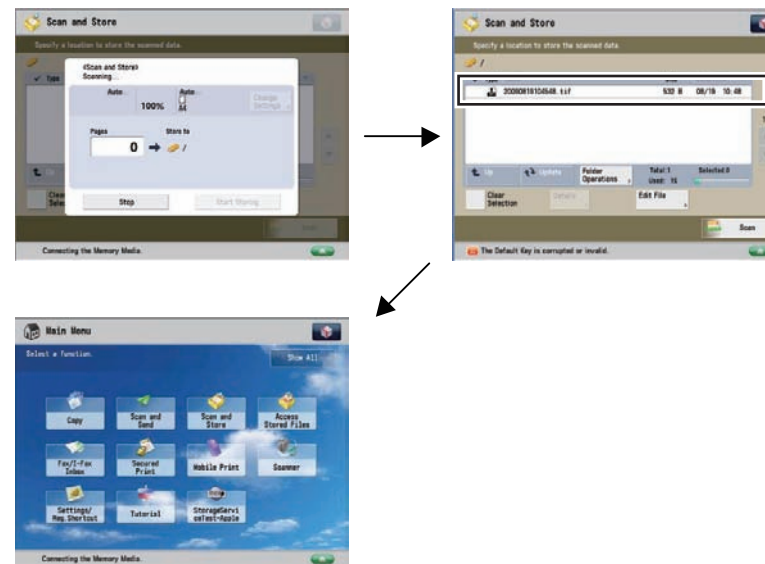 Scan and Store
Specify a location to store the scanned data.
Type
<Scan and Store>
Scanning...
Auto
100%
Auto
A4
Change
Settings
Pages
Store to
0
/
Up
Clear
Stop
Start Storing
Connecting the Memory Media.
Scan and Store
Specify a location to store the scanned data.
/
Type
20080818104548.tif 532 B 08/18 10:48
Up
Update
Folder
Operations
Total:1
Used: 1%
Selected:0
Clear
Selection
Details
Edit File
Scan
The Default Key is corrupted or invalid.
Main Menu
Select a function.
Show All
Copy
Scan and
Send
Scan and
Store
Access
Stored Files
Fax/I-Fax
Inbox
Secured
Print
Mobile Print
Scanner
Settings/
Reg.Shortcut
Tutorial
StorageServi
ceTest-Apple
Connecting the Memory Media.